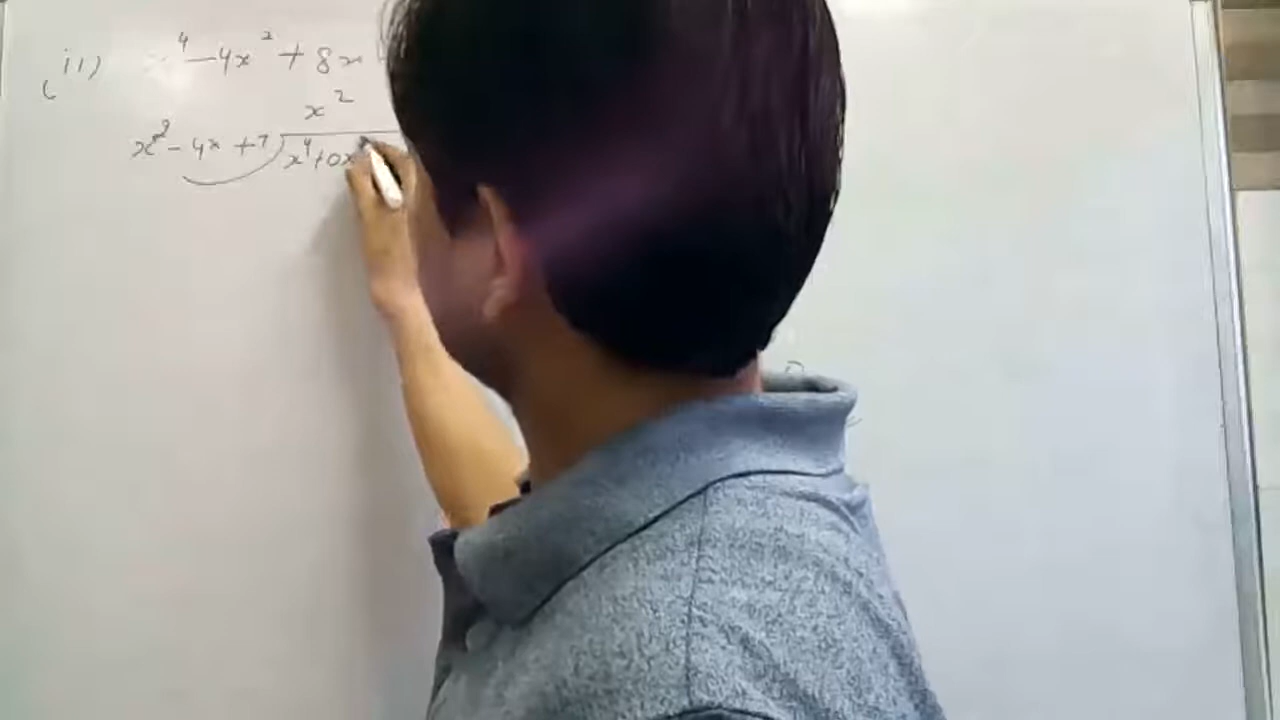 (ii) x⁴ - 4x² + 8x
x²
x² - 4x + 7 ) x⁴ + 0x